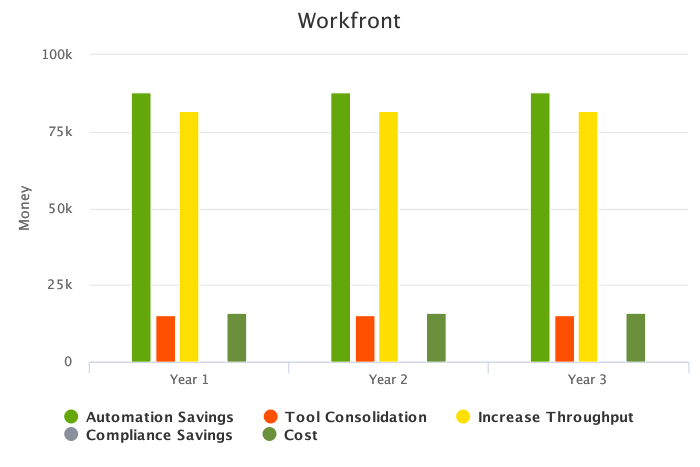 Workfront
100k
75k
50k
25k
0
Money
Year 1 Year 2 Year 3
Automation Savings Tool Consolidation Increase Throughput
Compliance Savings Cost